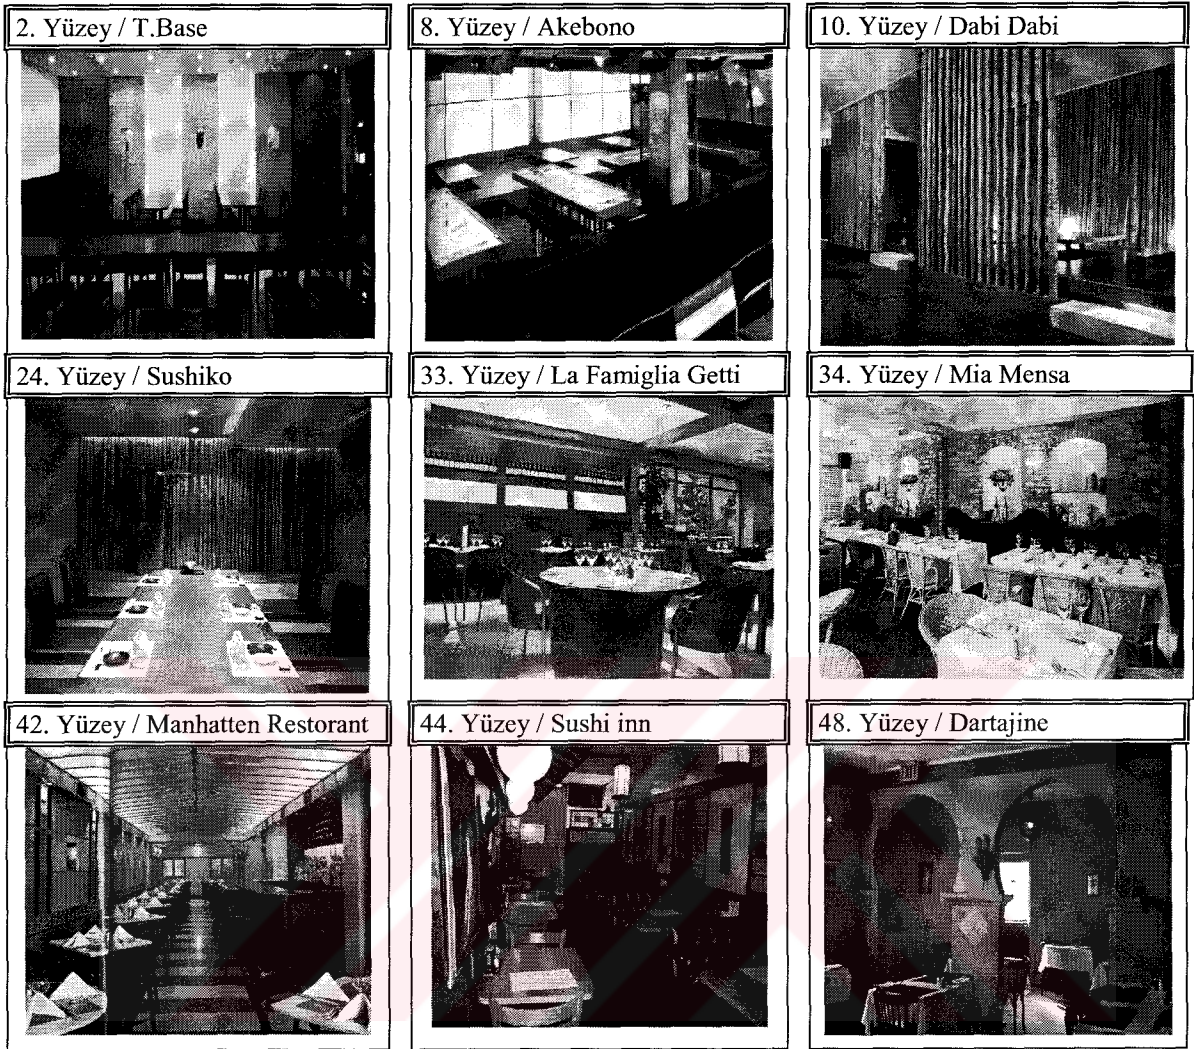 2. Yüzey / T.Base
8. Yüzey / Akebono
10. Yüzey / Dabi Dabi
24. Yüzey / Sushiko
33. Yüzey / La Famiglia Getti
34. Yüzey / Mia Mensa
42. Yüzey / Manhatten Restorant
44. Yüzey / Sushi inn
48. Yüzey / Dartajine